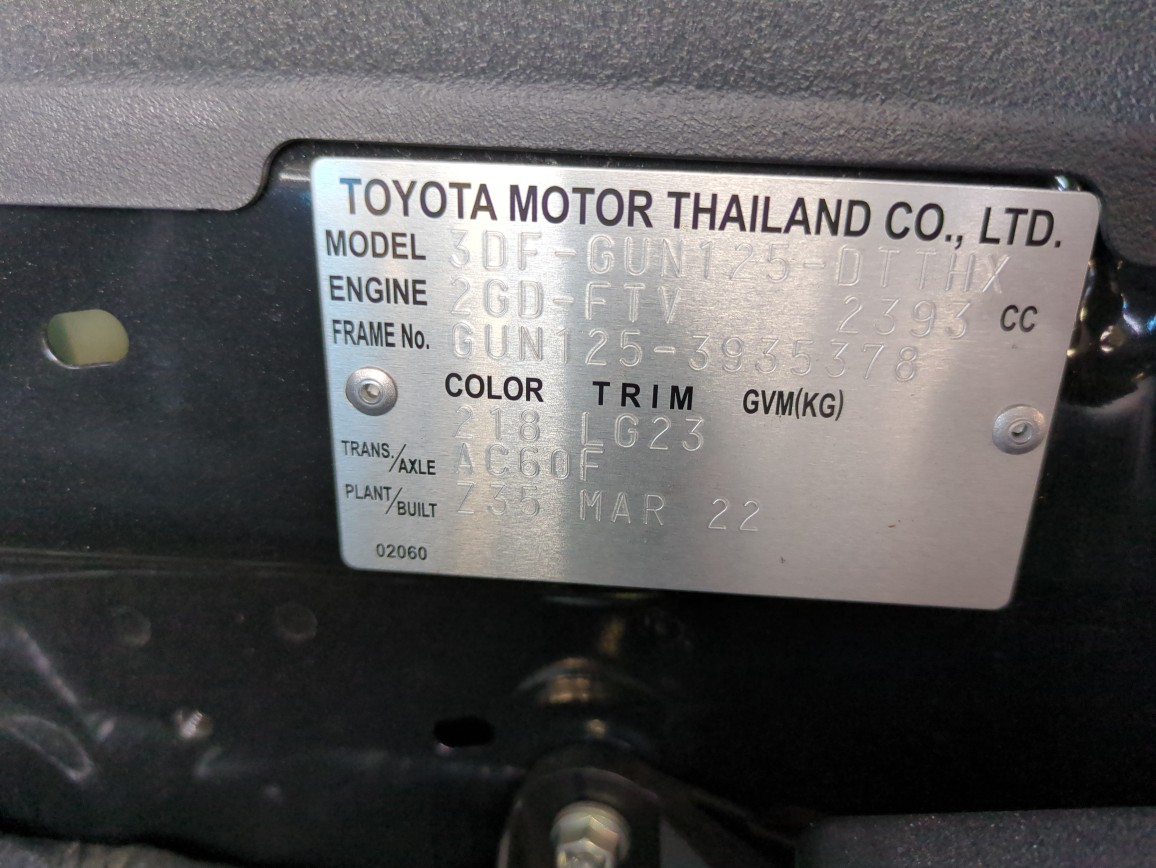 TOYOTA MOTOR THAILAND CO., LTD.
MODEL 3DF-GUN125-DTTHX
ENGINE 2GD-FTV 2393 CC
FRAME No. GUN125-3935378
COLOR TRIM GVM(KG)
218 LG23
TRANS./AXLE AC60F
PLANT/BUILT Z35 MAR 22
02060